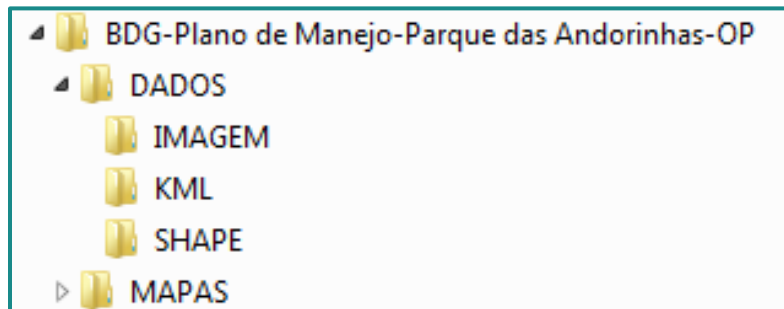 BDG-Plano de Manejo-Parque das Andorinhas-OP
DADOS
IMAGEM
KML
SHAPE
MAPAS